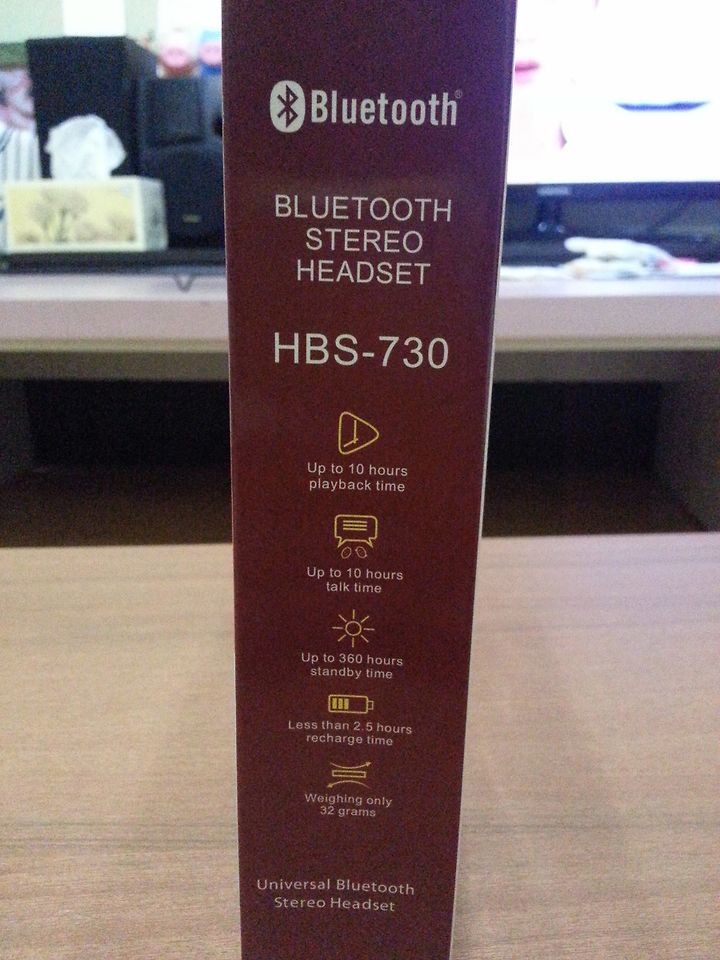 Bluetooth®
BLUETOOTH
STEREO
HEADSET
HBS-730
Up to 10 hours
playback time
Up to 10 hours
talk time
Up to 360 hours
standby time
Less than 2.5 hours
recharge time
Weighing only
32 grams
Universal Bluetooth
Stereo Headset